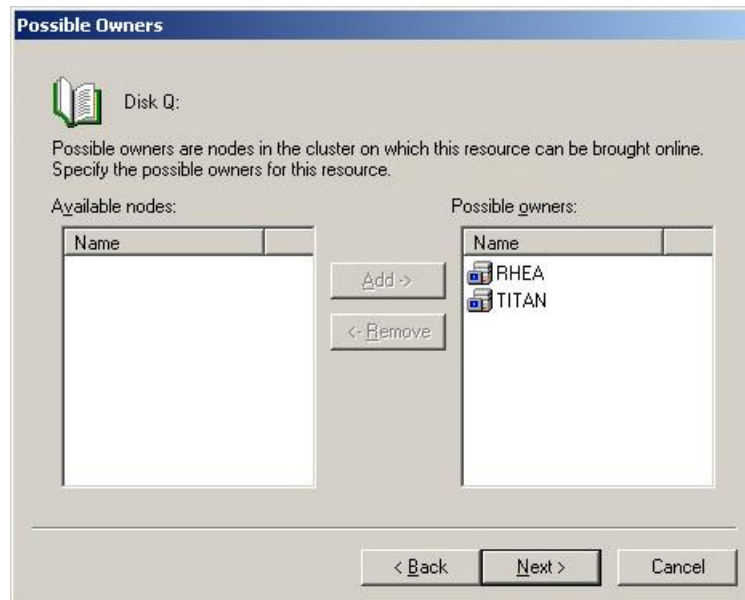 Possible Owners
Disk Q:
Possible owners are nodes in the cluster on which this resource can be brought online.
Specify the possible owners for this resource.
Available nodes:
Name
Add ->
<- Remove
Possible owners:
Name
RHEA
TITAN
< Back
Next >
Cancel